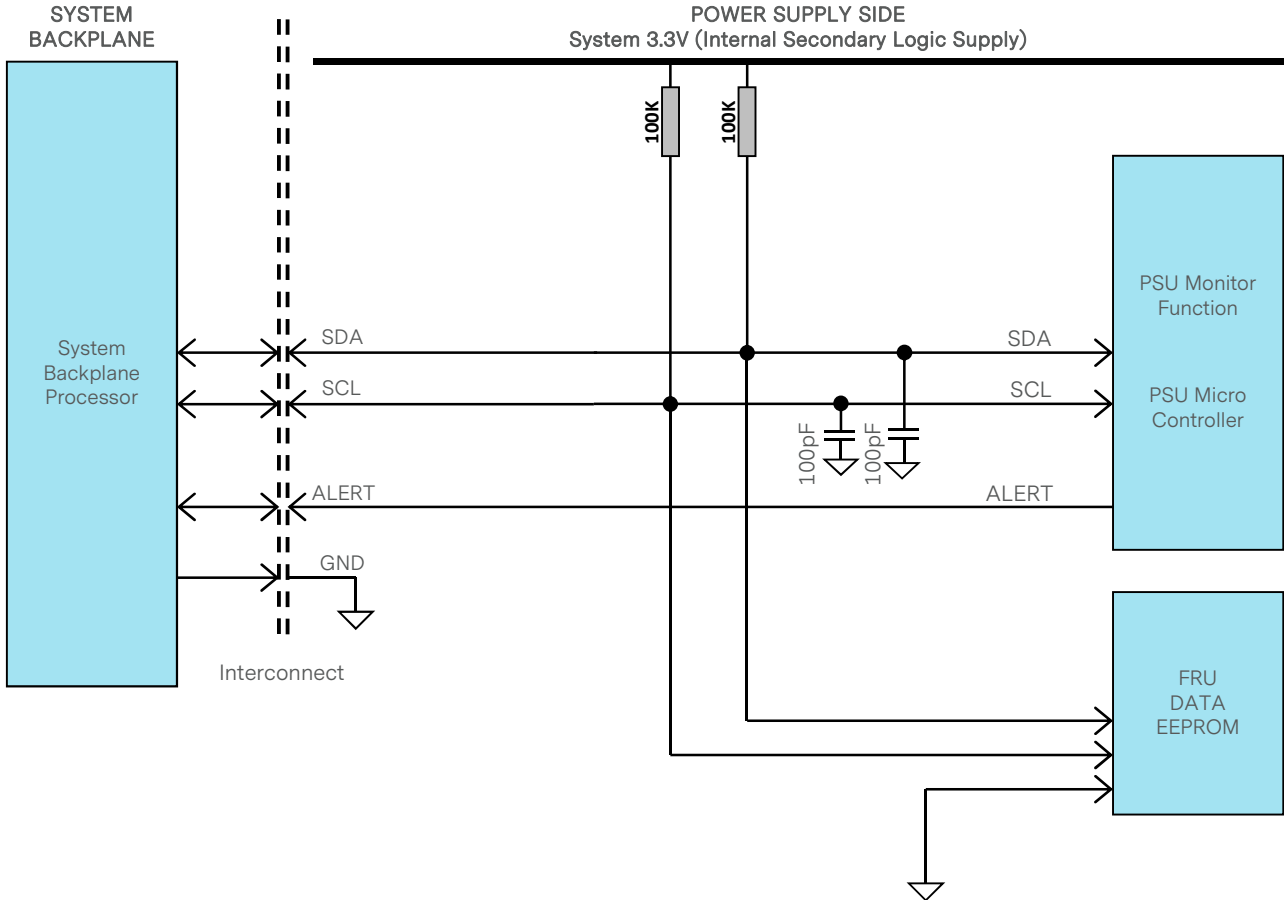 SYSTEM
BACKPLANE
POWER SUPPLY SIDE
System 3.3V (Internal Secondary Logic Supply)
100K
100K
System
Backplane
Processor
SDA
SCL
ALERT
GND
Interconnect
SDA
SCL
100pF
100pF
ALERT
PSU Monitor
Function
PSU Micro
Controller
FRU
DATA
EEPROM